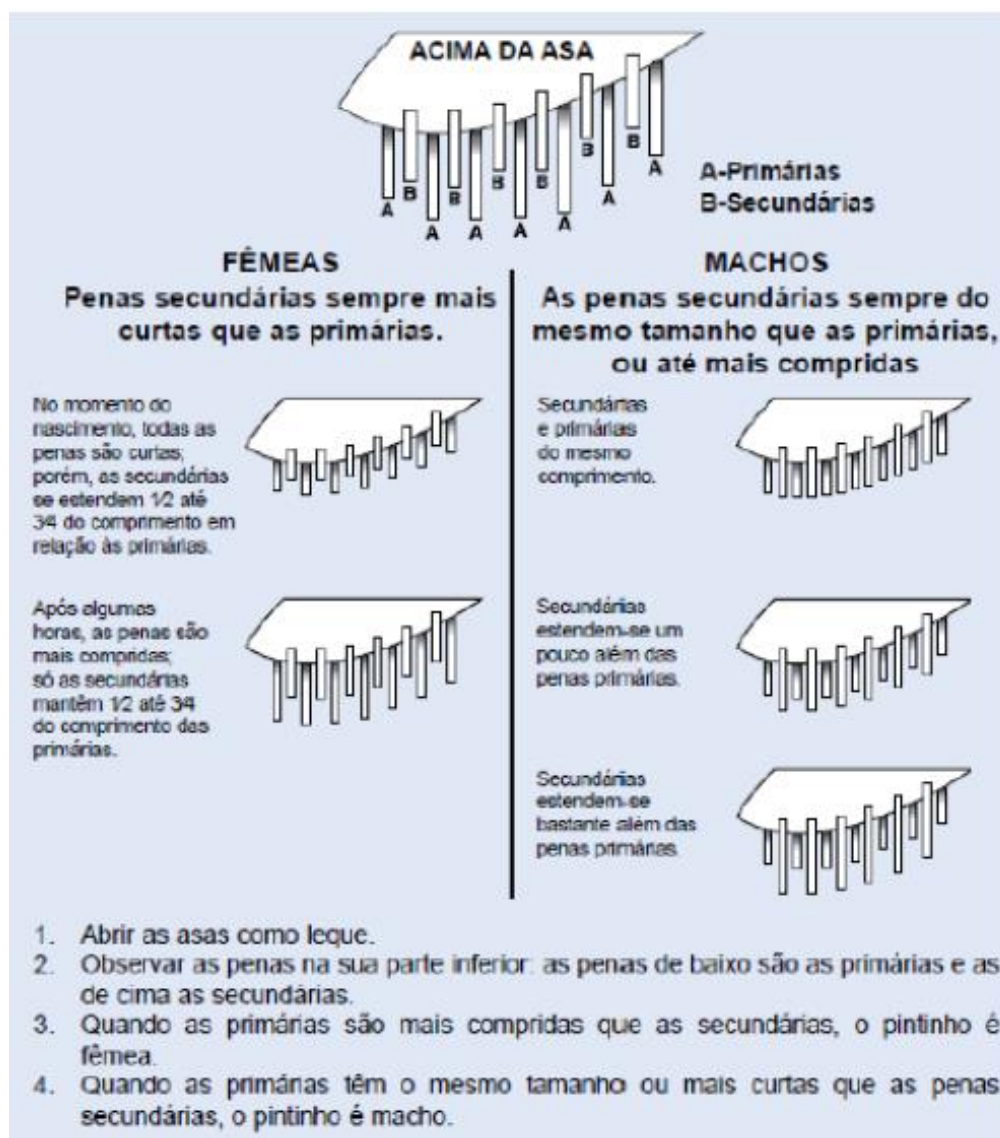 ACIMA DA ASA
B
B
A
B
B
B
B
A
A
A
A
A
A
A-Primárias
B-Secundárias
FÊMEAS
Penas secundárias sempre mais
curtas que as primárias.
No momento do
nascimento, todas as
penas são curtas;
porém, as secundárias
se estendem 1/2 até
3/4 do comprimento em
relação às primárias.
Após algumas
horas, as penas são
mais compridas;
só as secundárias
mantêm 1/2 até 3/4
do comprimento das
primárias.
MACHOS
As penas secundárias sempre do
mesmo tamanho que as primárias,
ou até mais compridas
Secundárias
e primáriais
do mesmo
comprimento.
Secundárias
estendem-se um
pouco além das
penas primárias.
Secundárias
estendem-se
bastante além das
penas primárias.
1. Abrir as asas como leque.
2. Observar as penas na sua parte inferior: as penas de baixo são as primárias e as
de cima as secundárias.
3. Quando as primárias são mais compridas que as secundárias, o pintinho é
fêmea.
4. Quando as primárias têm o mesmo tamanho ou mais curtas que as penas
secundárias, o pintinho é macho.